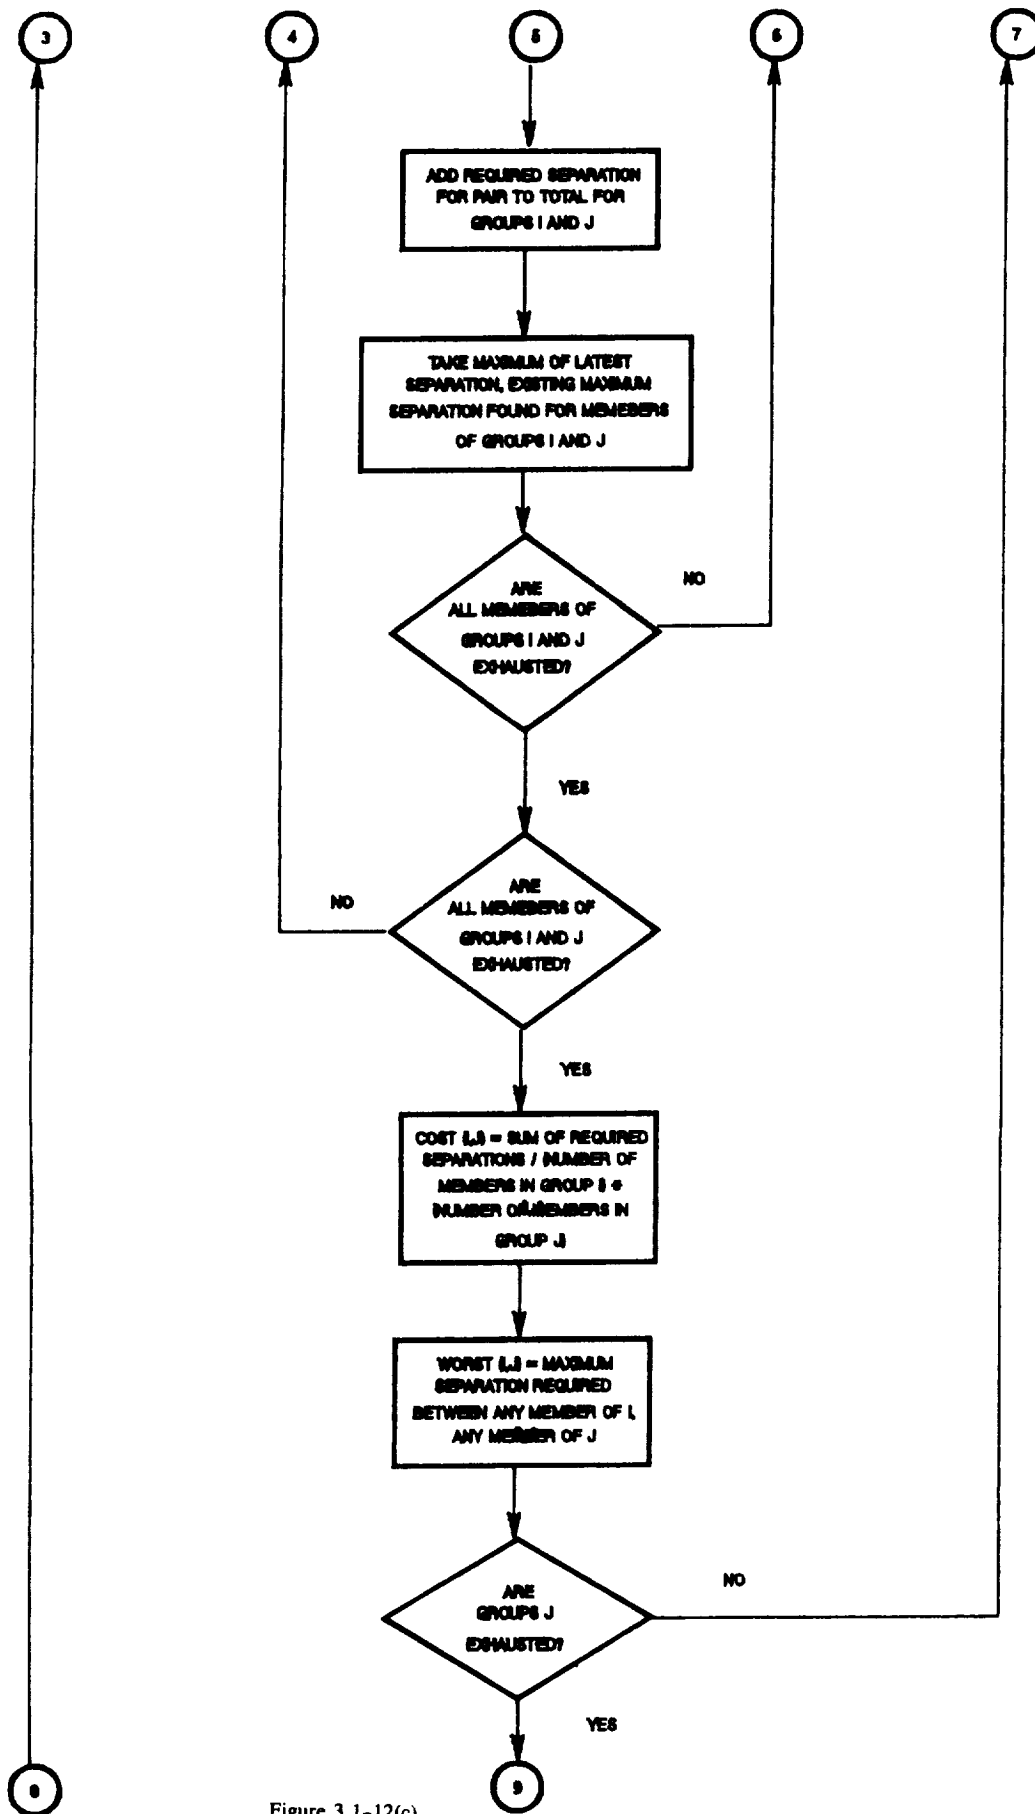 3
4
5
6
7
ADD REQUIRED SEPARATION
FOR PAIR TO TOTAL FOR
GROUPS I AND J
TAKE MAXIMUM OF LATEST
SEPARATION, EXISTING MAXIMUM
SEPARATION FOUND FOR MEMEBERS
OF GROUPS I AND J
ARE
ALL MEMEBERS OF
GROUPS I AND J
EXHAUSTED?
NO
YES
ARE
ALL MEMEBERS OF
GROUPS I AND J
EXHAUSTED?
NO
YES
COST (I,J) = SUM OF REQUIRED
SEPARATIONS / (NUMBER OF
MEMBERS IN GROUP I) *
(NUMBER OF MEMBERS IN
GROUP J)
WORST (I,J) = MAXIMUM
SEPARATION REQUIRED
BETWEEN ANY MEMBER OF I,
ANY MEMBER OF J
ARE
GROUPS J
EXHAUSTED?
NO
YES
8
9
Figure 3.1-12(c)